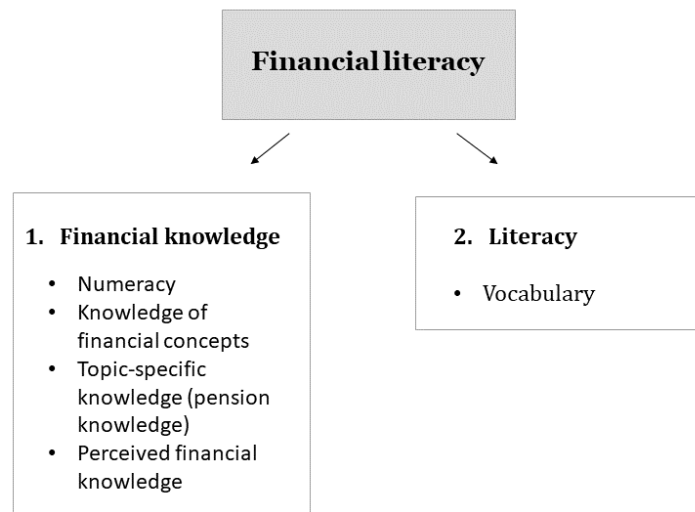 Financial literacy
1. Financial knowledge
• Numeracy
• Knowledge of
financial concepts
• Topic-specific
knowledge (pension
knowledge)
• Perceived financial
knowledge
2. Literacy
• Vocabulary